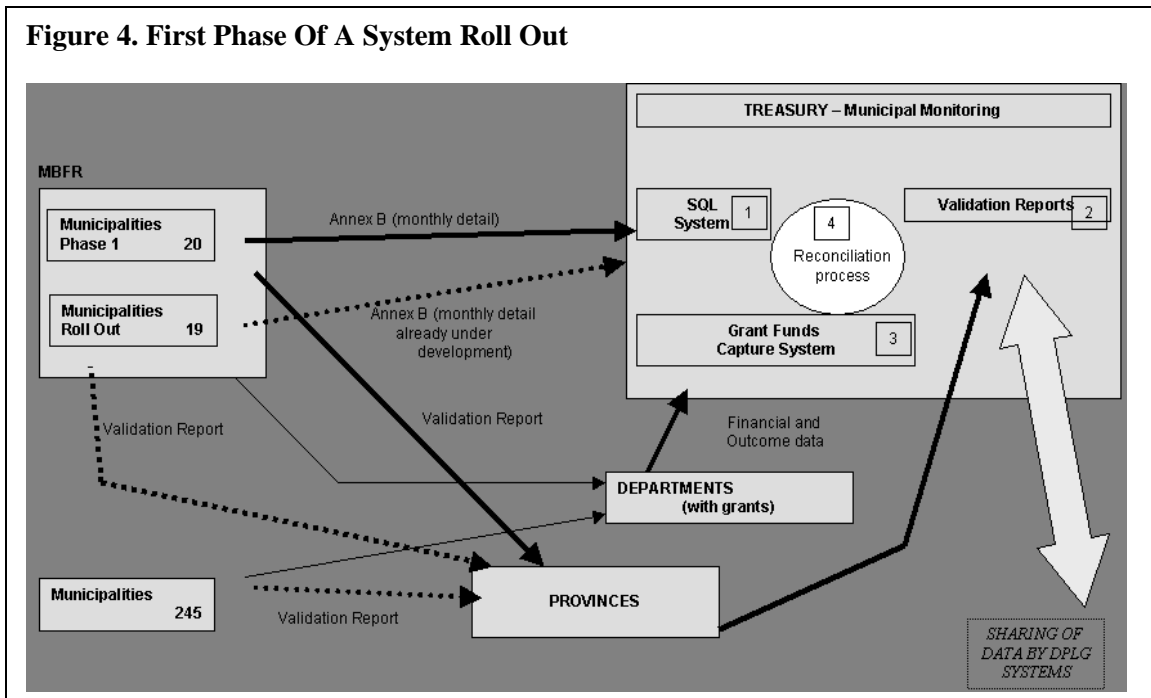 Figure 4. First Phase Of A System Roll Out
TREASURY – Municipal Monitoring
MBFR
Municipalities
Phase 1 20
Municipalities
Roll Out 19
Annex B (monthly detail)
Annex B (monthly detail
already under
development)
SQL
System 1
4
Reconciliation
process
Validation Reports 2
Grant Funds
Capture System 3
Validation Report
Validation Report
Financial and
Outcome data
DEPARTMENTS
(with grants)
Municipalities
245
Validation Report
PROVINCES
SHARING OF
DATA BY DPLG
SYSTEMS